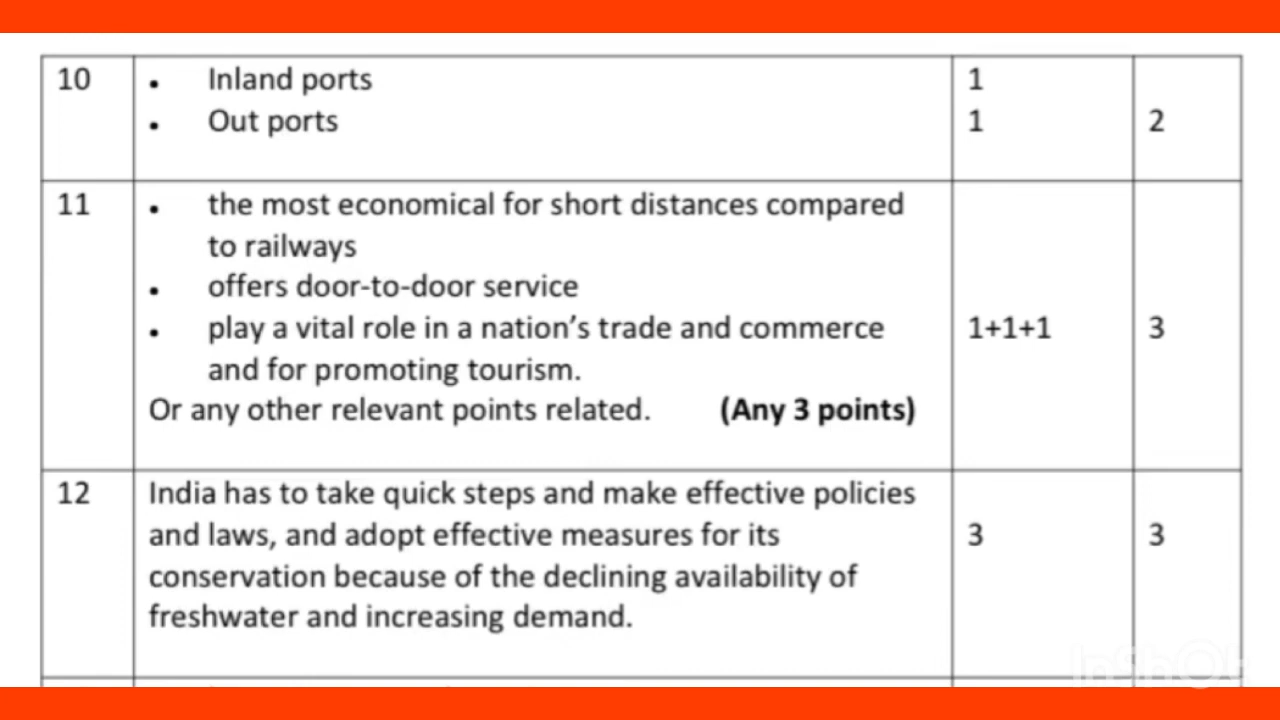 10 • Inland ports 1
• Out ports 1 2
11 • the most economical for short distances compared
to railways
• offers door-to-door service
• play a vital role in a nation’s trade and commerce 1+1+1 3
and for promoting tourism.
Or any other relevant points related. (Any 3 points)
12 India has to take quick steps and make effective policies
and laws, and adopt effective measures for its 3 3
conservation because of the declining availability of
freshwater and increasing demand.
InShOt